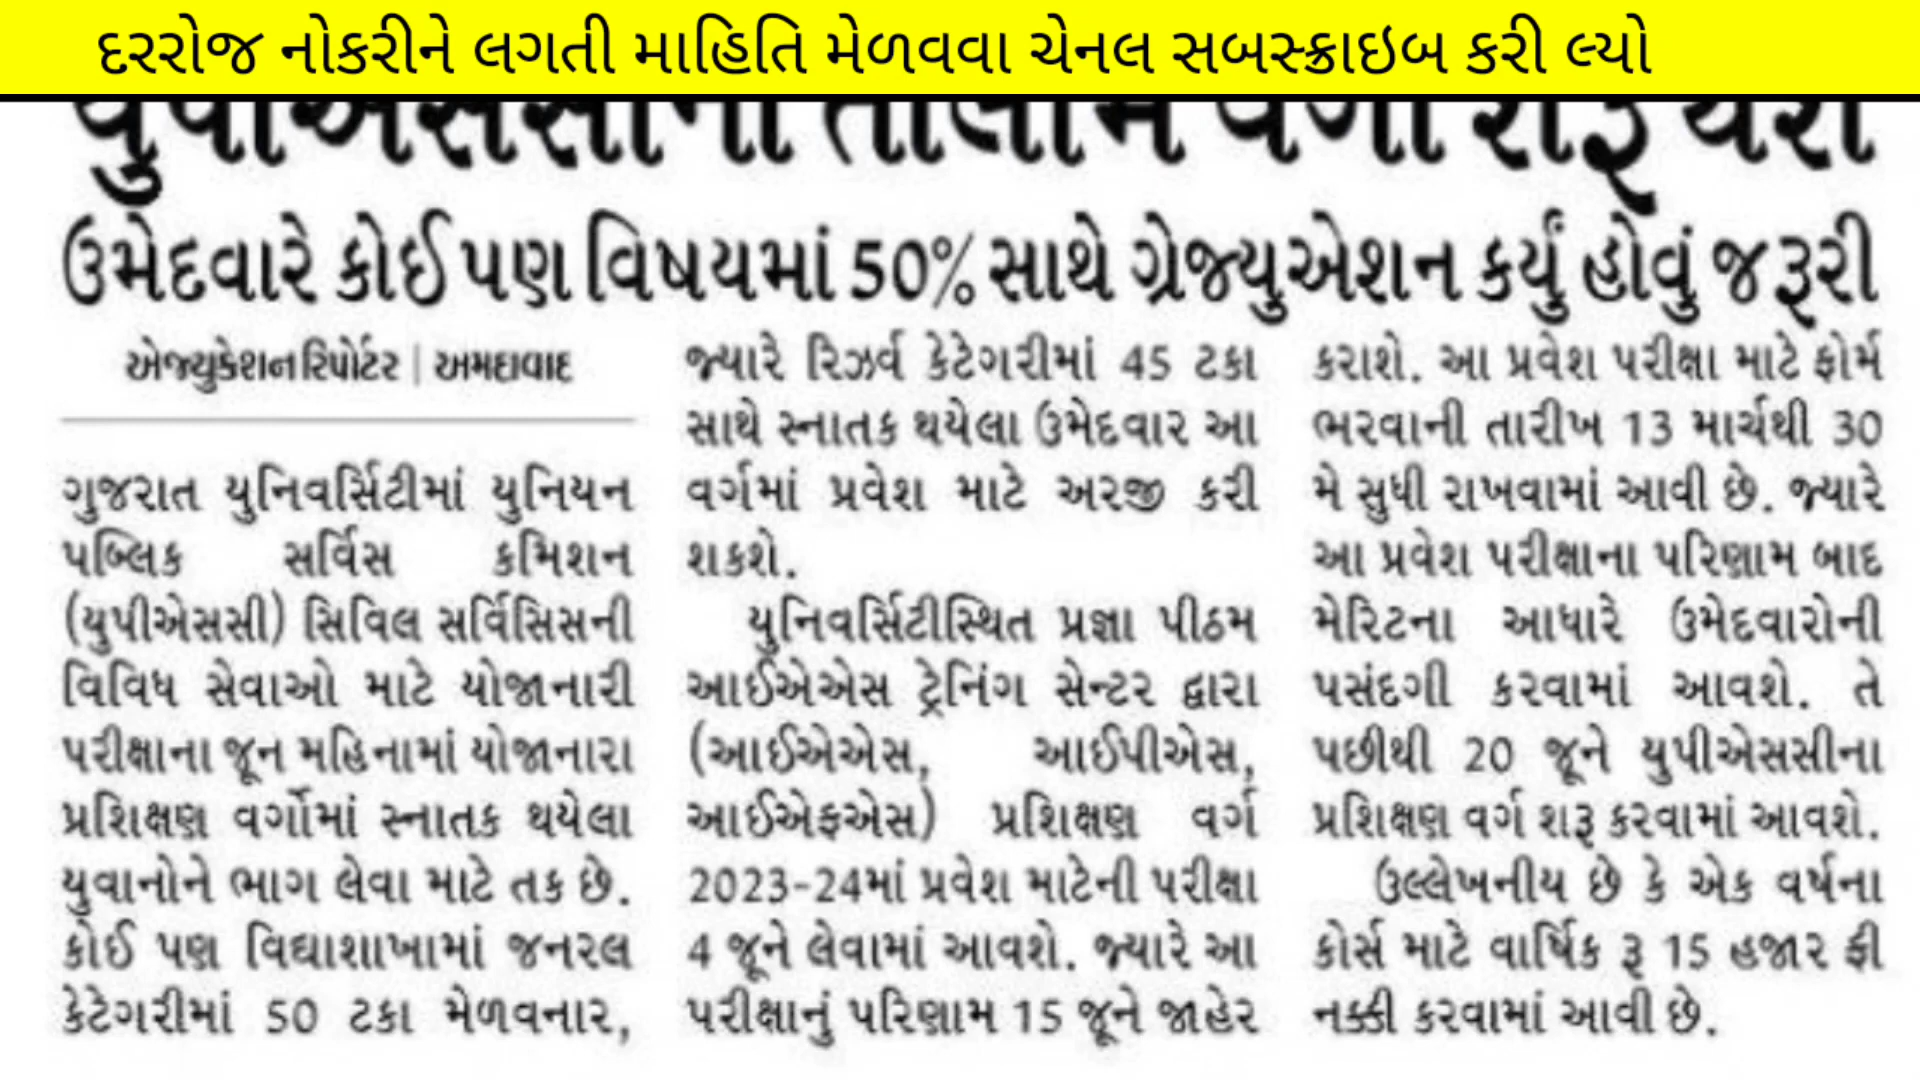 દરરોજ નોકરીને લગતી માહિતિ મેળવવા ચેનલ સબસ્ક્રાઇબ કરી લ્યો
યુપીએસસીના તાલીમ વર્ગો શરૂ થશે
ઉમેદવારે કોઈ પણ વિષયમાં 50% સાથે ગ્રેજ્યુએશન કર્યું હોવું જરૂરી
એજ્યુકેશન રિપોર્ટર | અમદાવાદ
ગુજરાત યુનિવર્સિટીમાં યુનિયન
પબ્લિક સર્વિસ કમિશન
(યુપીએસસી) સિવિલ સર્વિસિસની
વિવિધ સેવાઓ માટે યોજાનારી
પરીક્ષાના જૂન મહિનામાં યોજાનારા
પ્રશિક્ષણ વર્ગોમાં સ્નાતક થયેલા
યુવાનોને ભાગ લેવા માટે તક છે.
કોઈ પણ વિદ્યાશાખામાં જનરલ
કેટેગરીમાં 50 ટકા મેળવનાર,
જ્યારે રિઝર્વ કેટેગરીમાં 45 ટકા
સાથે સ્નાતક થયેલા ઉમેદવાર આ
વર્ગમાં પ્રવેશ માટે અરજી કરી
શકશે.
યુનિવર્સિટીસ્થિત પ્રજ્ઞા પીઠમ
આઈએએસ ટ્રેનિંગ સેન્ટર દ્વારા
(આઈએએસ, આઈપીએસ,
આઈએફએસ) પ્રશિક્ષણ વર્ગ
2023-24માં પ્રવેશ માટેની પરીક્ષા
4 જૂને લેવામાં આવશે. જ્યારે આ
પરીક્ષાનું પરિણામ 15 જૂને જાહેર
કરાશે. આ પ્રવેશ પરીક્ષા માટે ફોર્મ
ભરવાની તારીખ 13 માર્ચથી 30
મે સુધી રાખવામાં આવી છે. જ્યારે
આ પ્રવેશ પરીક્ષાના પરિણામ બાદ
મેરિટના આધારે ઉમેદવારોની
પસંદગી કરવામાં આવશે. તે
પછીથી 20 જૂને યુપીએસસીના
પ્રશિક્ષણ વર્ગ શરૂ કરવામાં આવશે.
ઉલ્લેખનીય છે કે એક વર્ષના
કોર્સ માટે વાર્ષિક રૂ 15 હજાર ફી
નક્કી કરવામાં આવી છે.